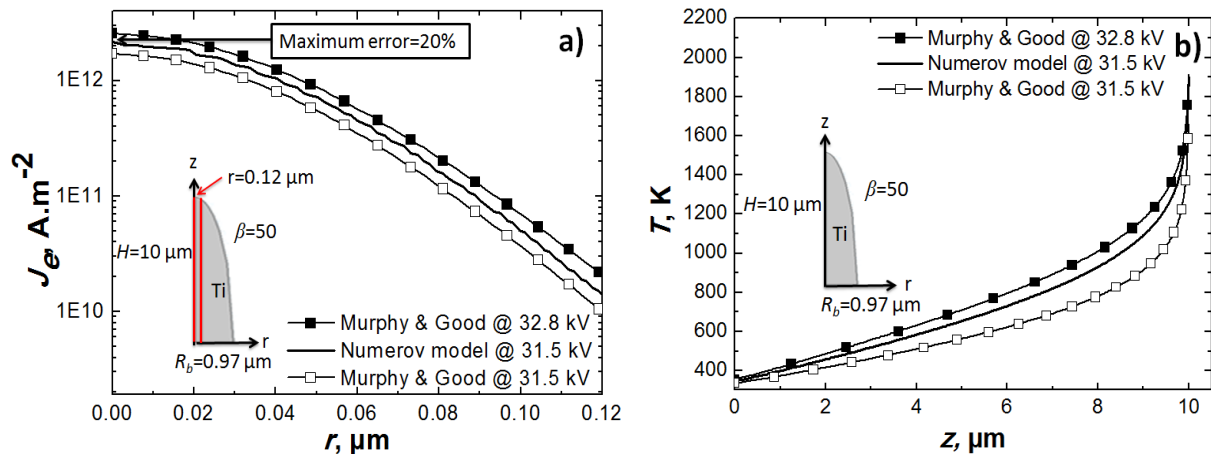 a)
Maximum error=20%
1E12
1E11
1E10
Je, A.m-2
z
r=0.12 μm
H=10 μm
β=50
Ti
r
Rb=0.97 μm
Murphy & Good @ 32.8 kV
Numerov model @ 31.5 kV
Murphy & Good @ 31.5 kV
0.00 0.02 0.04 0.06 0.08 0.10 0.12
r, μm
b)
Murphy & Good @ 32.8 kV
Numerov model @ 31.5 kV
Murphy & Good @ 31.5 kV
2200
2000
1800
1600
1400
1200
1000
800
600
400
T, K
z
H=10 μm
β=50
Ti
r
Rb=0.97 μm
0 2 4 6 8 10
z, μm